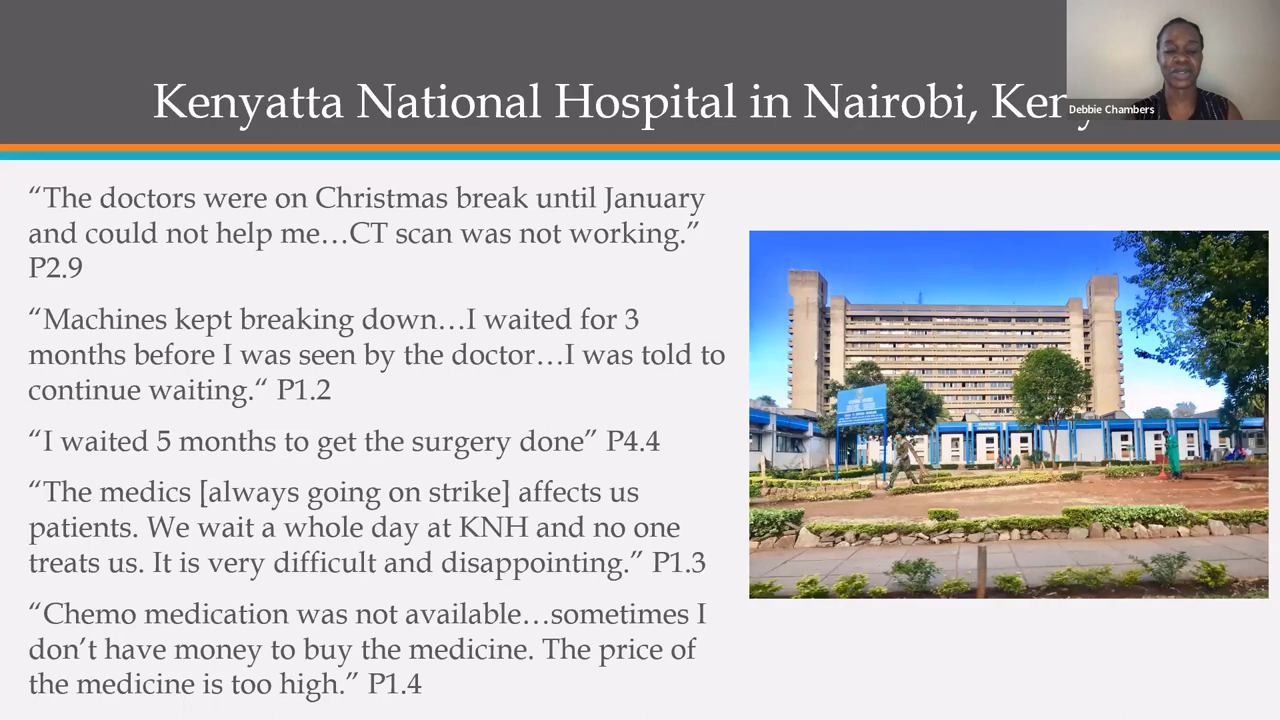 Kenyatta National Hospital in Nairobi, Keny
Debbie Chambers
“The doctors were on Christmas break until January
and could not help me…CT scan was not working.”
P2.9
“Machines kept breaking down…I waited for 3
months before I was seen by the doctor…I was told to
continue waiting.“ P1.2
“I waited 5 months to get the surgery done” P4.4
“The medics [always going on strike] affects us
patients. We wait a whole day at KNH and no one
treats us. It is very difficult and disappointing.” P1.3
“Chemo medication was not available…sometimes I
don’t have money to buy the medicine. The price of
the medicine is too high.” P1.4